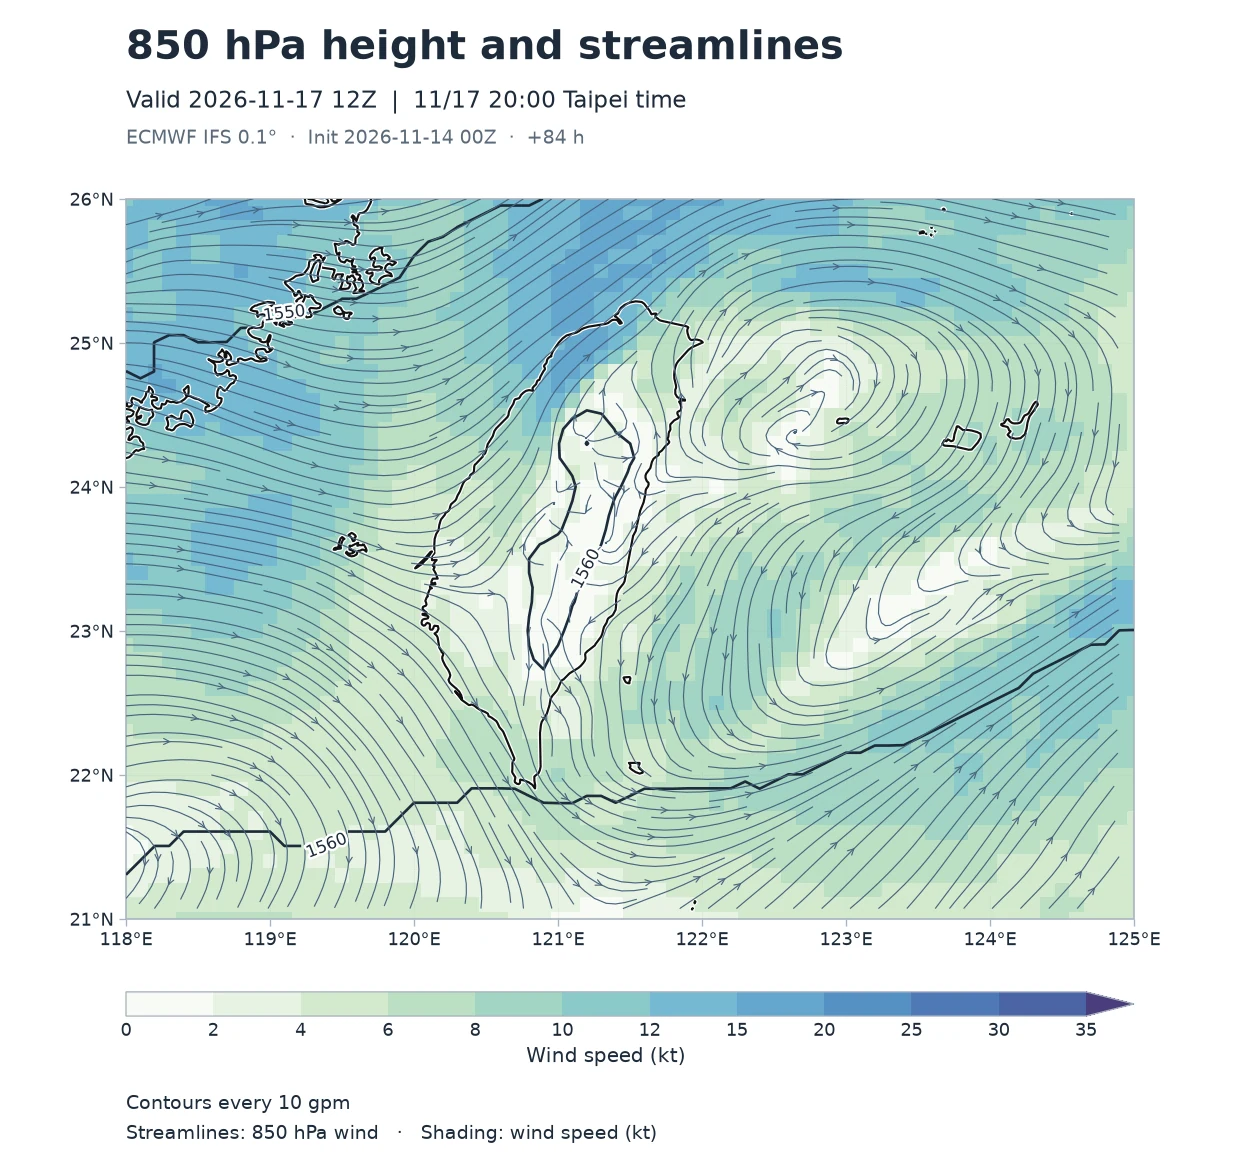 850 hPa height and streamlines
Valid 2026-11-17 12Z | 11/17 20:00 Taipei time
ECMWF IFS 0.1° · Init 2026-11-14 00Z · +84 h
26°N
1550
25°N
24°N
1560
23°N
22°N
1560
21°N
118°E 119°E 120°E 121°E 122°E 123°E 124°E 125°E
0 2 4 6 8 10 12 15 20 25 30 35
Wind speed (kt)
Contours every 10 gpm
Streamlines: 850 hPa wind · Shading: wind speed (kt)